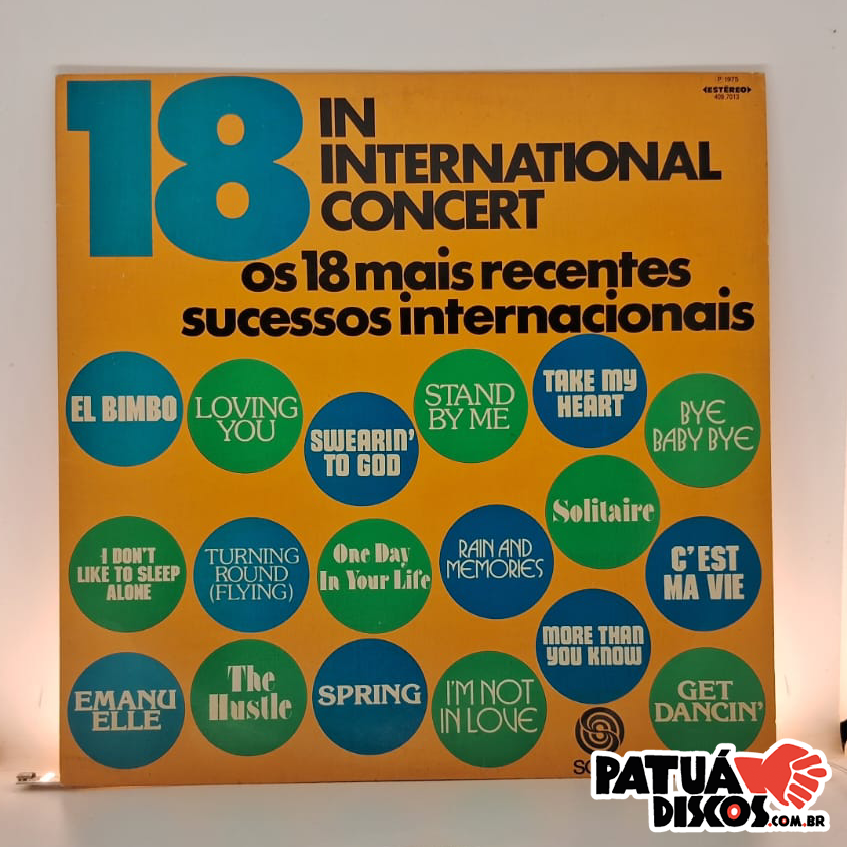 P 1975
ESTÉREO
409.7013
18
IN
INTERNATIONAL
CONCERT
os 18 mais recentes
sucessos internacionais
EL BIMBO
LOVING
YOU
SWEARIN'
TO GOD
STAND
BY ME
TAKE MY
HEART
BYE
BABY BYE
I DON'T
LIKE TO SLEEP
ALONE
TURNING
ROUND
(FLYING)
One Day
In Your Life
RAIN AND
MEMORIES
Solitaire
C'EST
MA VIE
EMANU
ELLE
The
Hustle
SPRING
I'M NOT
IN LOVE
MORE THAN
YOU KNOW
GET
DANCIN'
PATUÁ
DISCOS.COM.BR